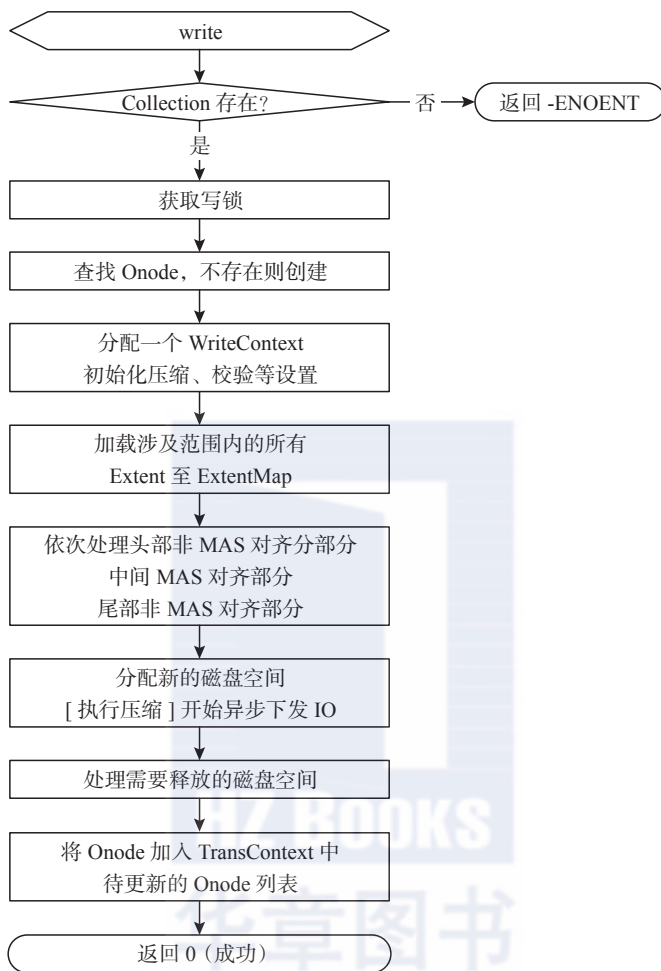 write
Collection 存在？
否
返回 -ENOENT
是
获取写锁
查找 Onode，不存在则创建
分配一个 WriteContext
初始化压缩、校验等设置
加载涉及范围内的所有
Extent 至 ExtentMap
依次处理头部非 MAS 对齐分部分
中间 MAS 对齐部分
尾部非 MAS 对齐部分
分配新的磁盘空间
[ 执行压缩 ] 开始异步下发 IO
处理需要释放的磁盘空间
HZ BOOKS
将 Onode 加入 TransContext 中
待更新的 Onode 列表
华章图书
返回 0（成功）